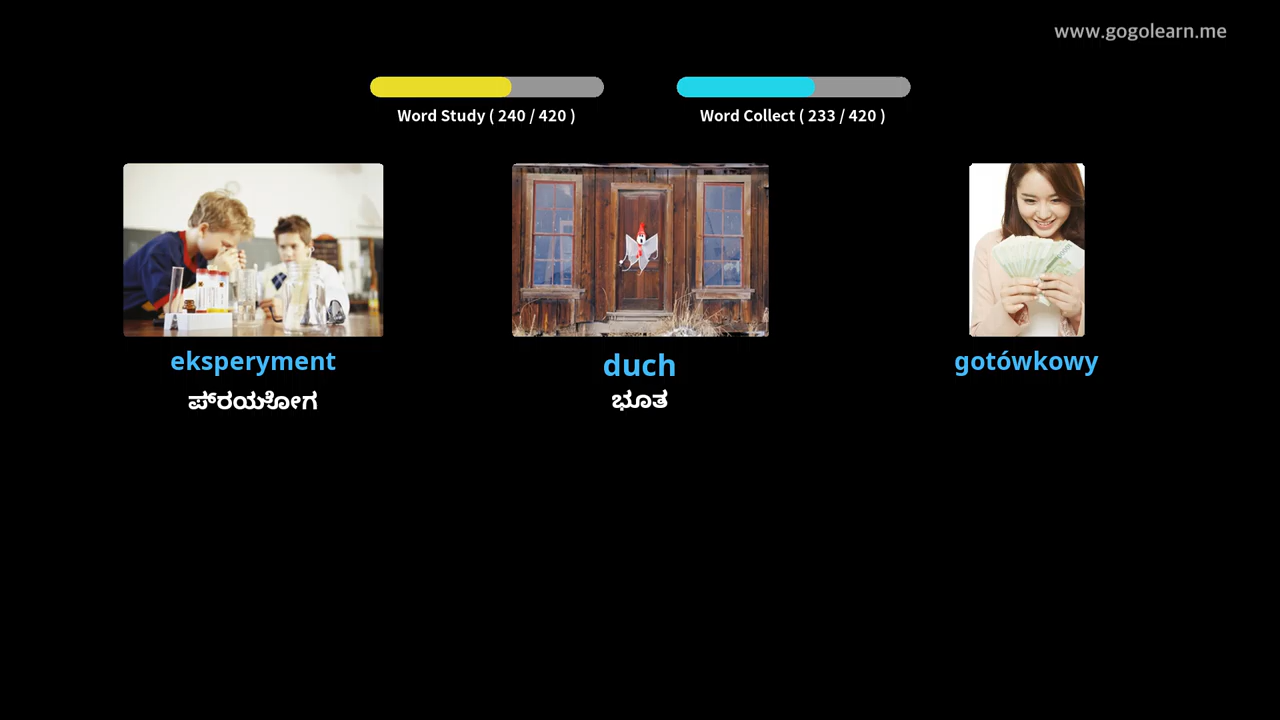 www.gogolearn.me
Word Study ( 240 / 420 )
Word Collect ( 233 / 420 )
eksperyment
duch
gotówkowy
ಪ್ರಯೋಗ
ಭೂತ